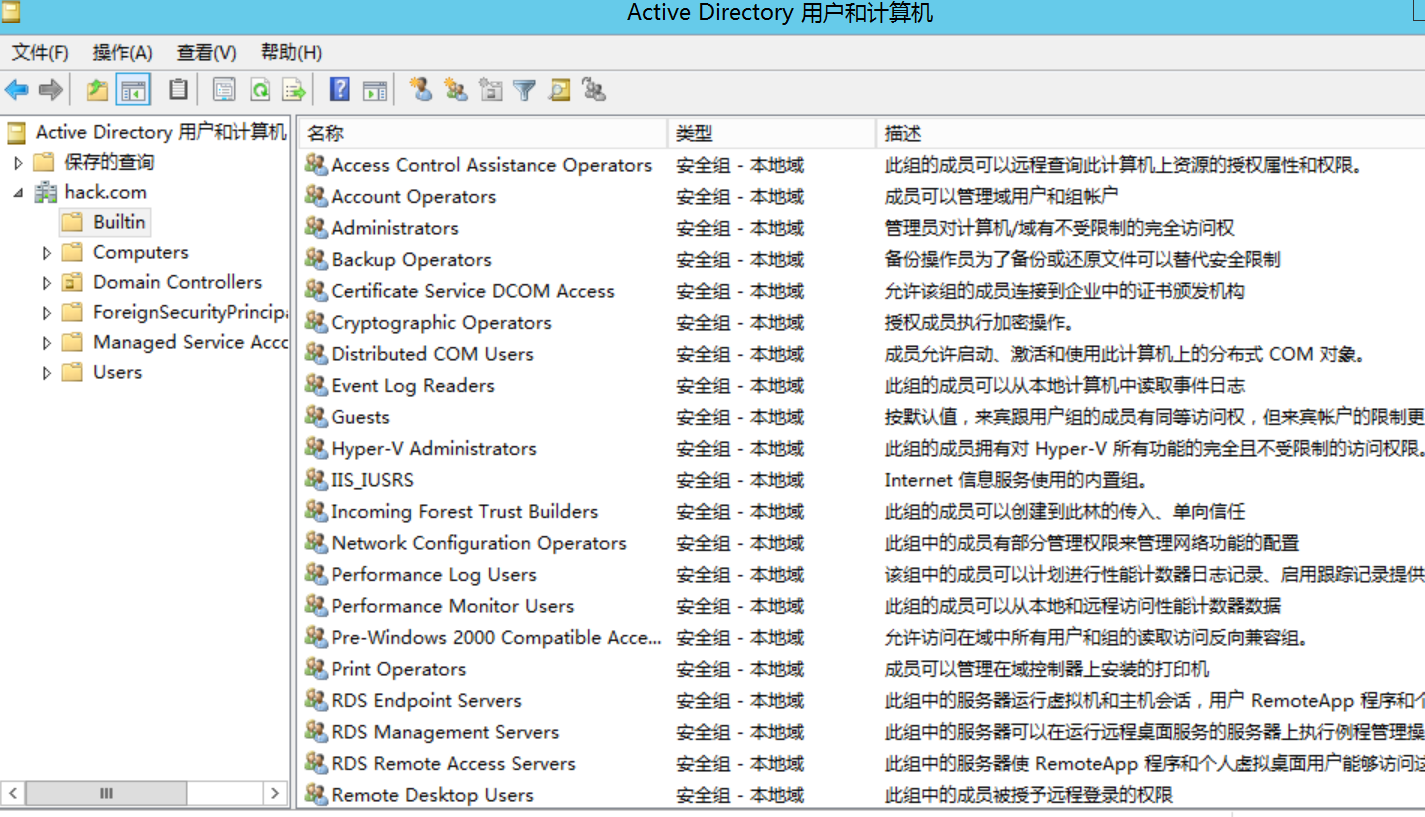 Active Directory 用户和计算机
文件(F) 操作(A) 查看(V) 帮助(H)
Active Directory 用户和计算机
保存的查询
hack.com
Builtin
Computers
Domain Controllers
ForeignSecurityPrincipa
Managed Service Acco
Users
名称 类型 描述
Access Control Assistance Operators 安全组 - 本地域 此组的成员可以远程查询此计算机上资源的授权属性和权限。
Account Operators 安全组 - 本地域 成员可以管理域用户和组帐户
Administrators 安全组 - 本地域 管理员对计算机/域有不受限制的完全访问权
Backup Operators 安全组 - 本地域 备份操作员为了备份或还原文件可以替代安全限制
Certificate Service DCOM Access 安全组 - 本地域 允许该组的成员连接到企业中的证书颁发机构
Cryptographic Operators 安全组 - 本地域 授权成员执行加密操作。
Distributed COM Users 安全组 - 本地域 成员允许启动、激活和使用此计算机上的分布式 COM 对象。
Event Log Readers 安全组 - 本地域 此组的成员可以从本地计算机中读取事件日志
Guests 安全组 - 本地域 按默认值，来宾跟用户组的成员有同等访问权，但来宾帐户的限制更
Hyper-V Administrators 安全组 - 本地域 此组的成员拥有对 Hyper-V 所有功能的完全且不受限制的访问权限。
IIS_IUSRS 安全组 - 本地域 Internet 信息服务使用的内置组。
Incoming Forest Trust Builders 安全组 - 本地域 此组的成员可以创建到此林的传入、单向信任
Network Configuration Operators 安全组 - 本地域 此组中的成员有部分管理权限来管理网络功能的配置
Performance Log Users 安全组 - 本地域 该组中的成员可以计划进行性能计数器日志记录、启用跟踪记录提供
Performance Monitor Users 安全组 - 本地域 此组的成员可以从本地和远程访问性能计数器数据
Pre-Windows 2000 Compatible Acce... 安全组 - 本地域 允许访问在域中所有用户和组的读取访问反向兼容组。
Print Operators 安全组 - 本地域 成员可以管理在域控制器上安装的打印机
RDS Endpoint Servers 安全组 - 本地域 此组中的服务器运行虚拟机和主机会话，用户 RemoteApp 程序和个
RDS Management Servers 安全组 - 本地域 此组中的服务器可以在运行远程桌面服务的服务器上执行例程管理操
RDS Remote Access Servers 安全组 - 本地域 此组中的服务器使 RemoteApp 程序和个人虚拟桌面用户能够访问这
Remote Desktop Users 安全组 - 本地域 此组中的成员被授予远程登录的权限